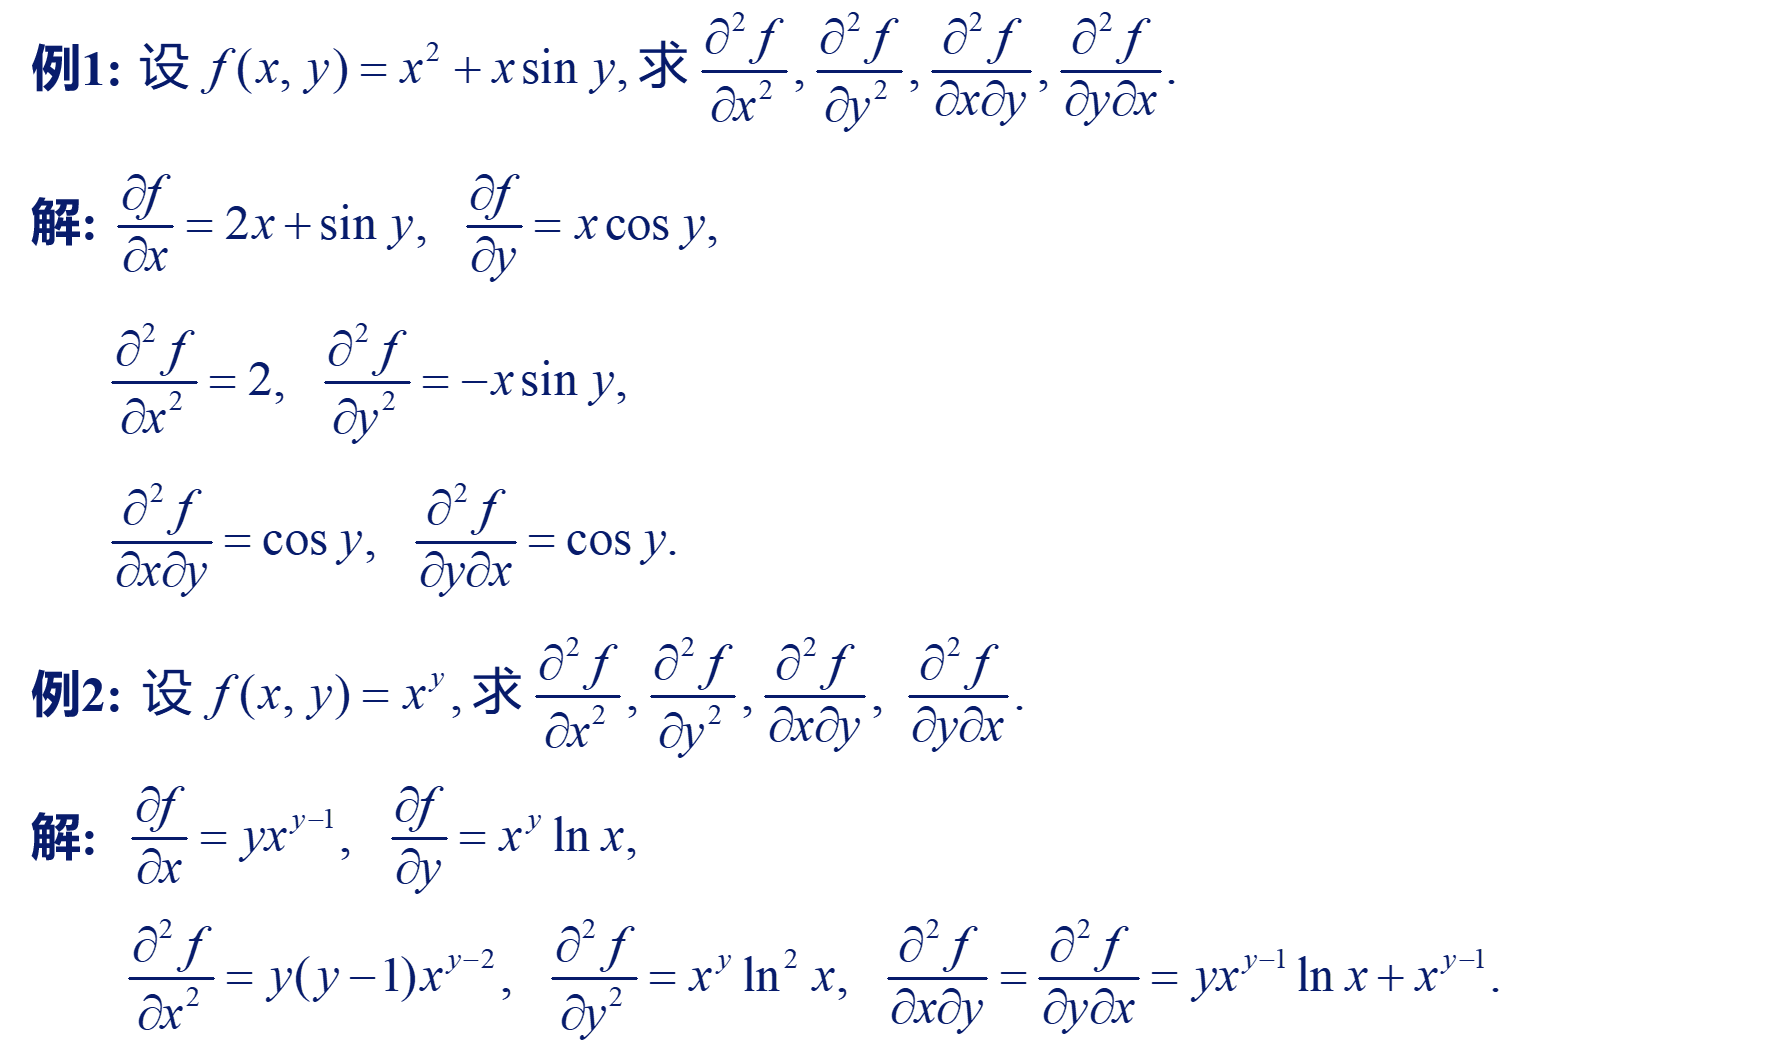 例1: 设 f(x, y) = x² + x sin y, 求 ∂²f/∂x², ∂²f/∂y², ∂²f/∂x∂y, ∂²f/∂y∂x.
解: ∂f/∂x = 2x + sin y, ∂f/∂y = x cos y,
∂²f/∂x² = 2, ∂²f/∂y² = −x sin y,
∂²f/∂x∂y = cos y, ∂²f/∂y∂x = cos y.
例2: 设 f(x, y) = x^y, 求 ∂²f/∂x², ∂²f/∂y², ∂²f/∂x∂y, ∂²f/∂y∂x.
解: ∂f/∂x = yx^(y−1), ∂f/∂y = x^y ln x,
∂²f/∂x² = y(y−1)x^(y−2), ∂²f/∂y² = x^y ln² x, ∂²f/∂x∂y = ∂²f/∂y∂x = yx^(y−1) ln x + x^(y−1).